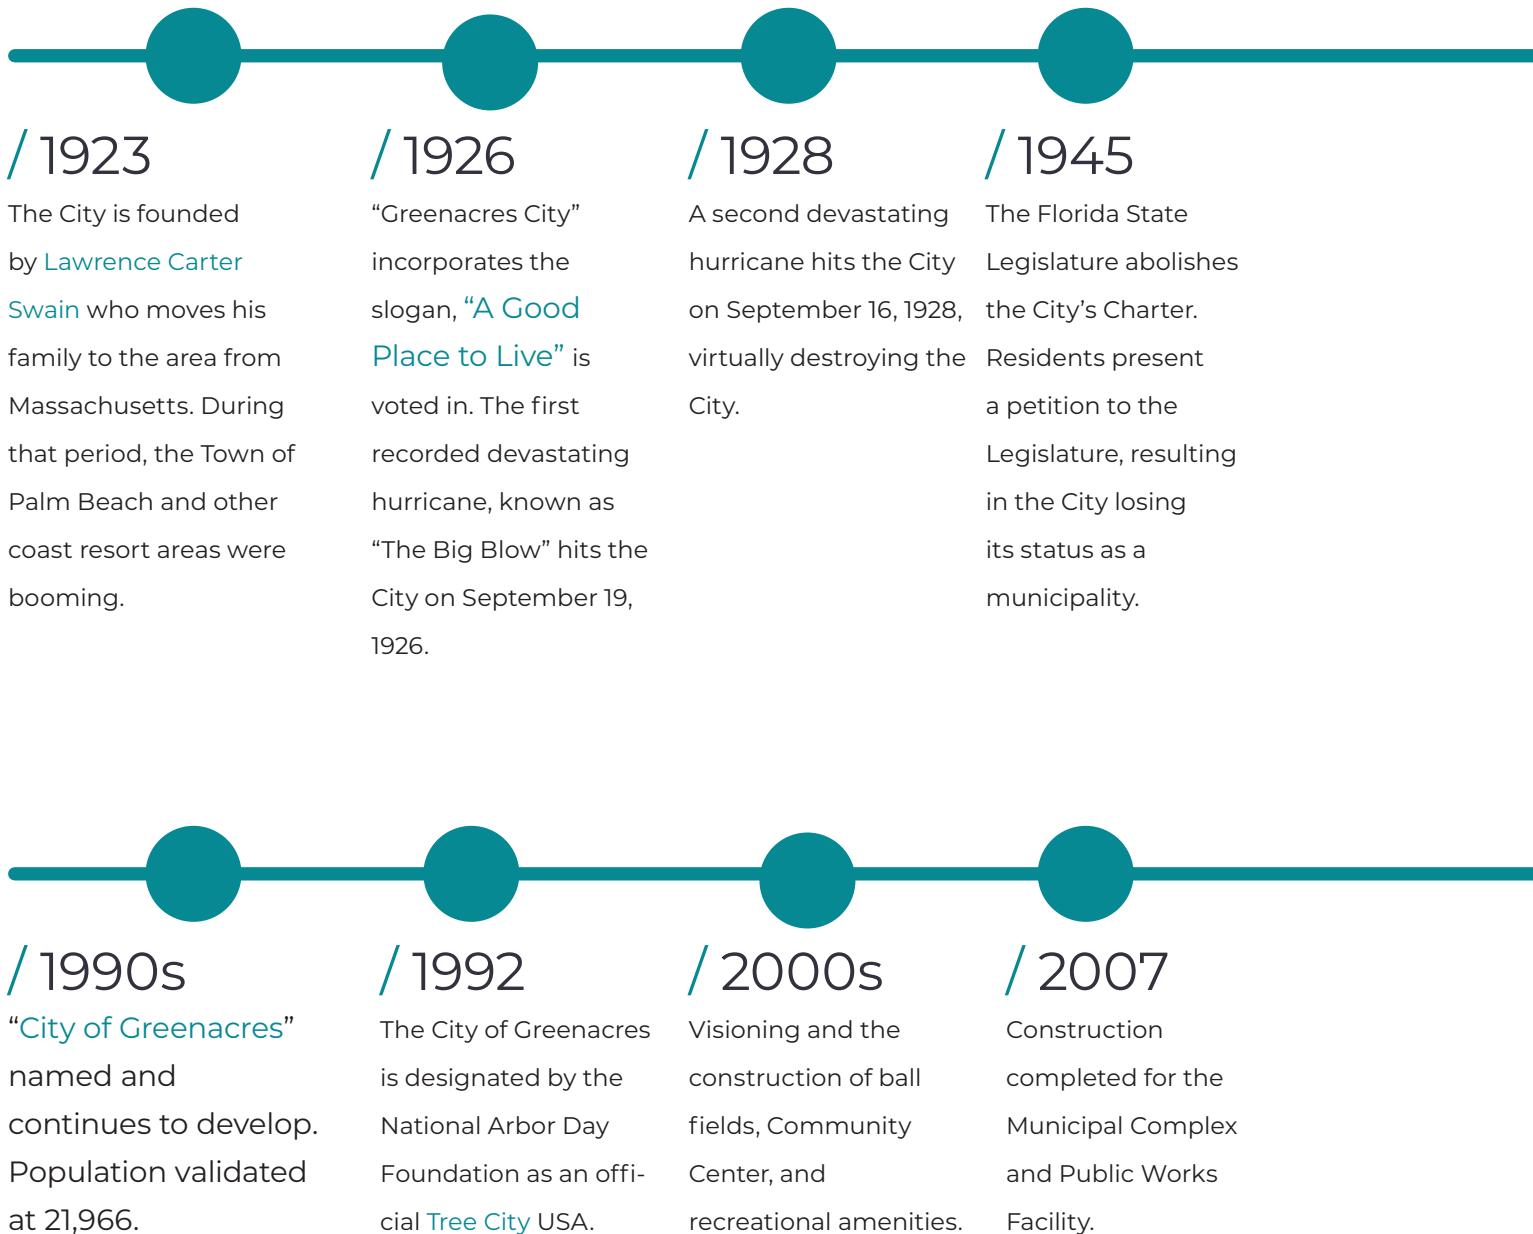 / 1923
The City is founded
by Lawrence Carter
Swain who moves his
family to the area from
Massachusetts. During
that period, the Town of
Palm Beach and other
coast resort areas were
booming.
/ 1926
“Greenacres City”
incorporates the
slogan, “A Good
Place to Live” is
voted in. The first
recorded devastating
hurricane, known as
“The Big Blow” hits the
City on September 19,
1926.
/ 1928
A second devastating
hurricane hits the City
on September 16, 1928,
virtually destroying the
City.
/ 1945
The Florida State
Legislature abolishes
the City’s Charter.
Residents present
a petition to the
Legislature, resulting
in the City losing
its status as a
municipality.
/ 1990s
“City of Greenacres”
named and
continues to develop.
Population validated
at 21,966.
/ 1992
The City of Greenacres
is designated by the
National Arbor Day
Foundation as an offi-
cial Tree City USA.
/ 2000s
Visioning and the
construction of ball
fields, Community
Center, and
recreational amenities.
/ 2007
Construction
completed for the
Municipal Complex
and Public Works
Facility.